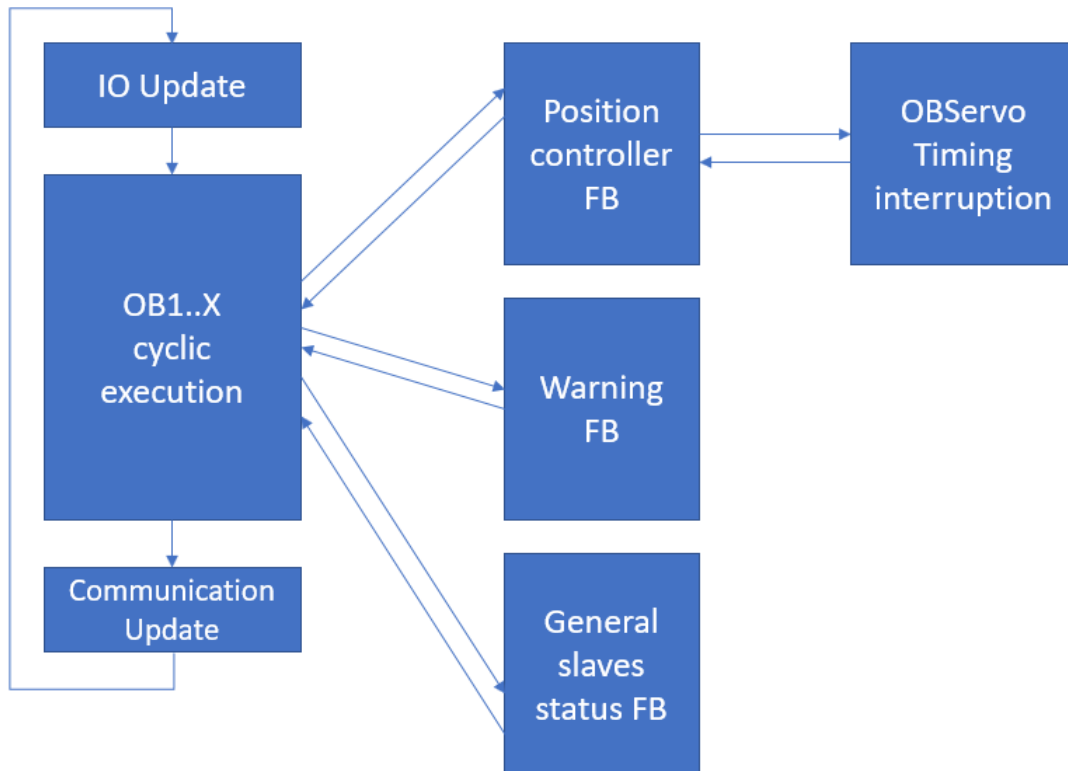 IO Update
OB1..X
cyclic
execution
Communication
Update
Position
controller
FB
OBServo
Timing
interruption
Warning
FB
General
slaves
status FB